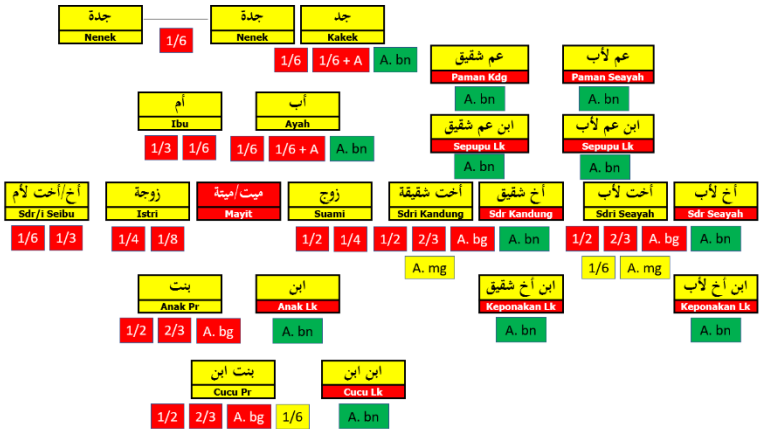 جدة جدة جد
Nenek Nenek Kakek
1/6
1/6 1/6 + A A. bn
عم شقيق عم لأب
Paman Kdg Paman Seayah
A. bn A. bn
أم أب
Ibu Ayah
1/3 1/6 1/6 1/6 + A A. bn
ابن عم شقيق ابن عم لأب
Sepupu Lk Sepupu Lk
A. bn A. bn
أخ/أخت لأم زوجة ميت/ميتة زوج أخت شقيقة أخ شقيق أخت لأب أخ لأب
Sdr/i Seibu Istri Mayit Suami Sdri Kandung Sdr Kandung Sdri Seayah Sdr Seayah
1/6 1/3 1/4 1/8 1/2 1/4 1/2 2/3 A. bg A. bn 1/2 2/3 A. bg A. bn
A. mg 1/6 A. mg
بنت ابن ابن أخ شقيق ابن أخ لأب
Anak Pr Anak Lk Keponakan Lk Keponakan Lk
1/2 2/3 A. bg A. bn A. bn A. bn
بنت ابن ابن ابن
Cucu Pr Cucu Lk
1/2 2/3 A. bg 1/6 A. bn